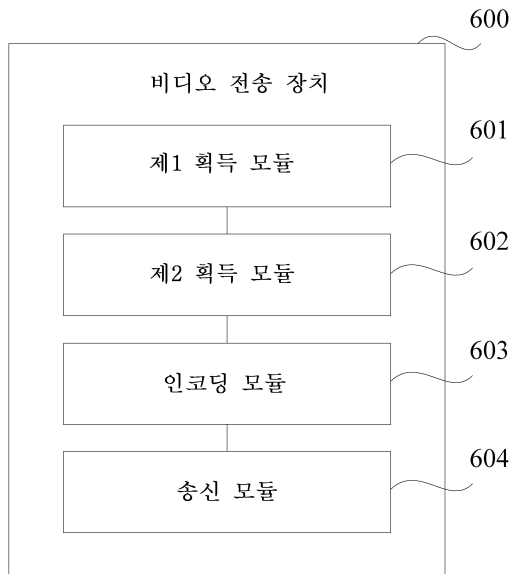 600
비디오 전송 장치
601
제1 획득 모듈
602
제2 획득 모듈
603
인코딩 모듈
604
송신 모듈